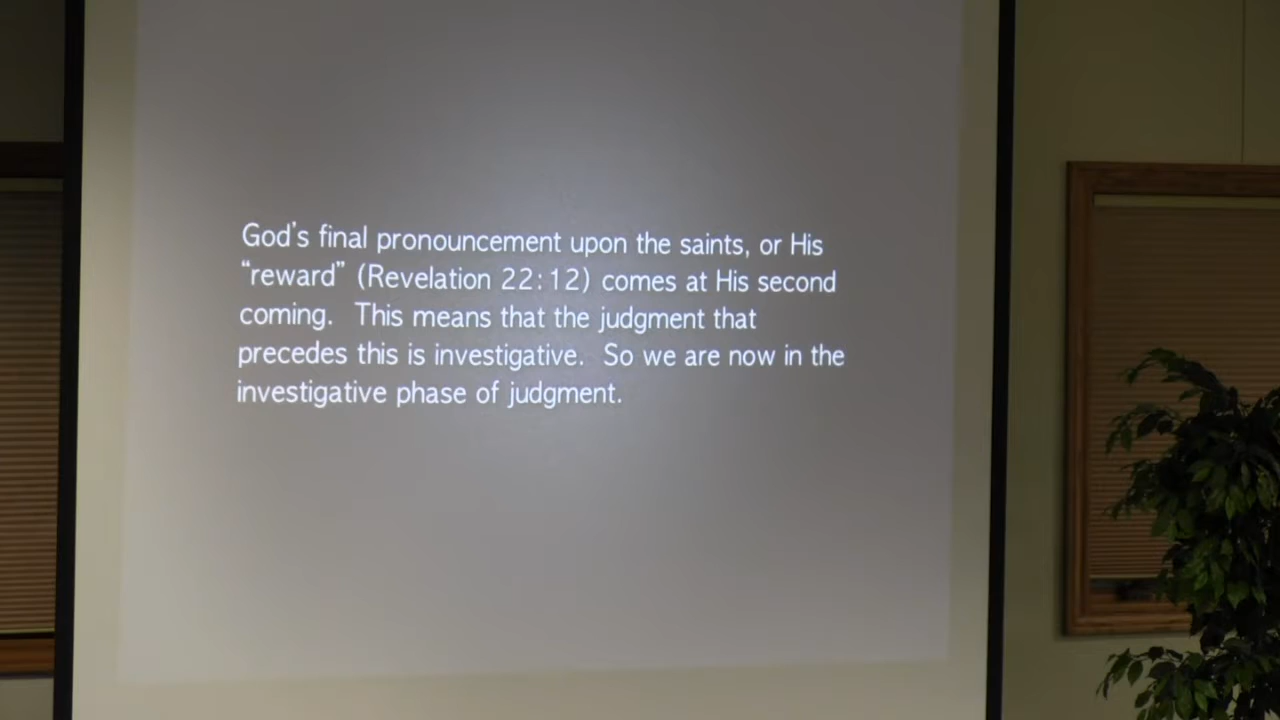 God's final pronouncement upon the saints, or His
“reward” (Revelation 22:12) comes at His second
coming.  This means that the judgment that
precedes this is investigative.  So we are now in the
investigative phase of judgment.